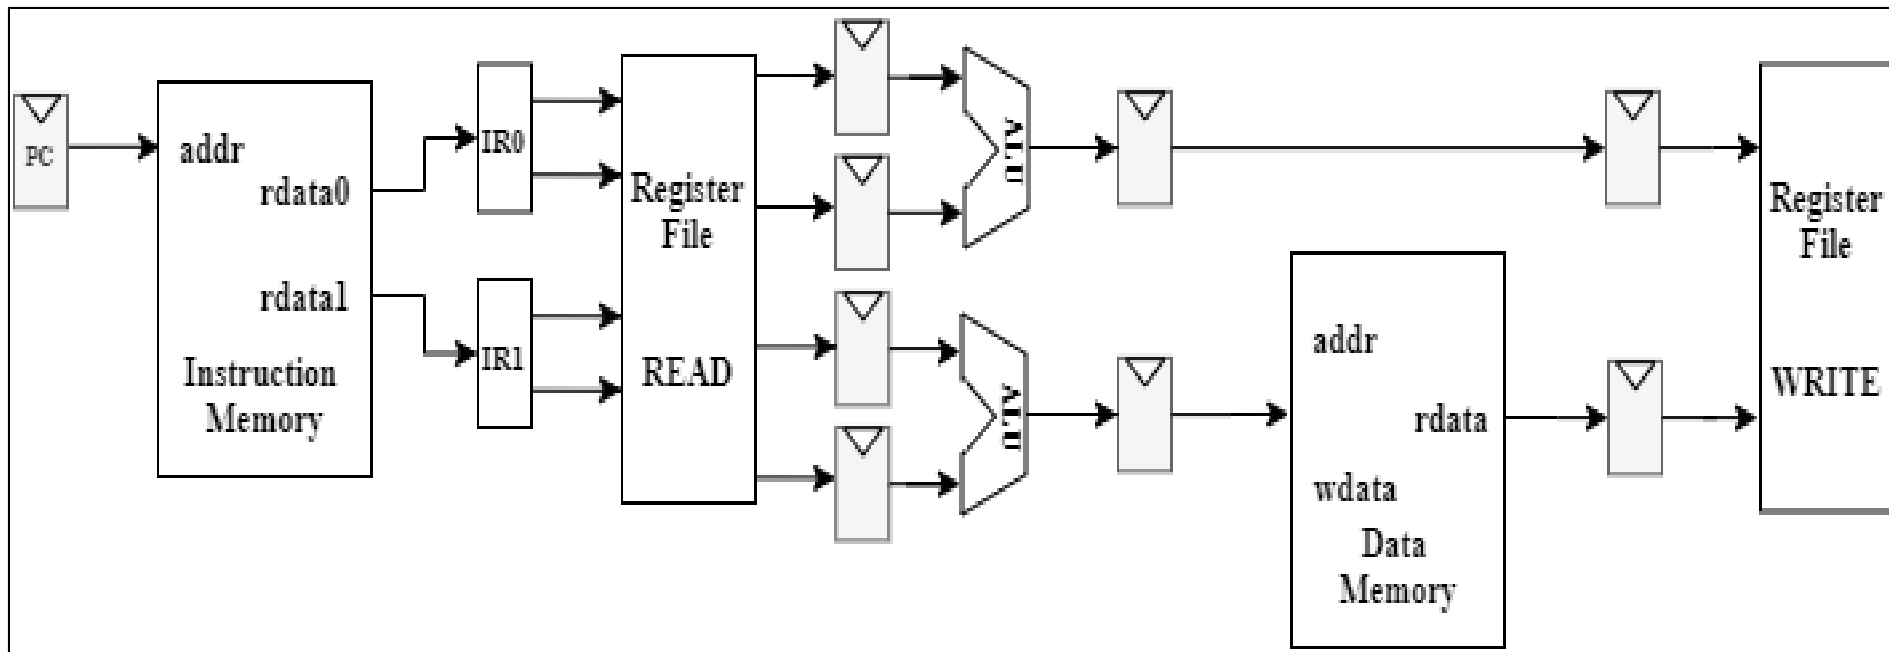 PC
addr
rdata0
rdata1
Instruction
Memory
IR0
IR1
Register
File
READ
ALU
ALU
addr
rdata
wdata
Data
Memory
Register
File
WRITE